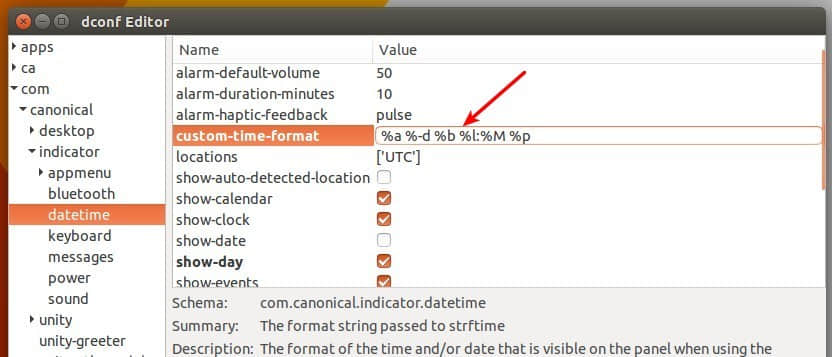 dconf Editor
apps
ca
com
canonical
desktop
indicator
appmenu
bluetooth
datetime
keyboard
messages
power
sound
unity
unity-greeter
Name Value
alarm-default-volume 50
alarm-duration-minutes 10
alarm-haptic-feedback pulse
custom-time-format %a %-d %b %l:%M %p
locations ['UTC']
show-auto-detected-location
show-calendar
show-clock
show-date
show-day
show-events
Schema: com.canonical.indicator.datetime
Summary: The format string passed to strftime
Description: The format of the time and/or date that is visible on the panel when using the